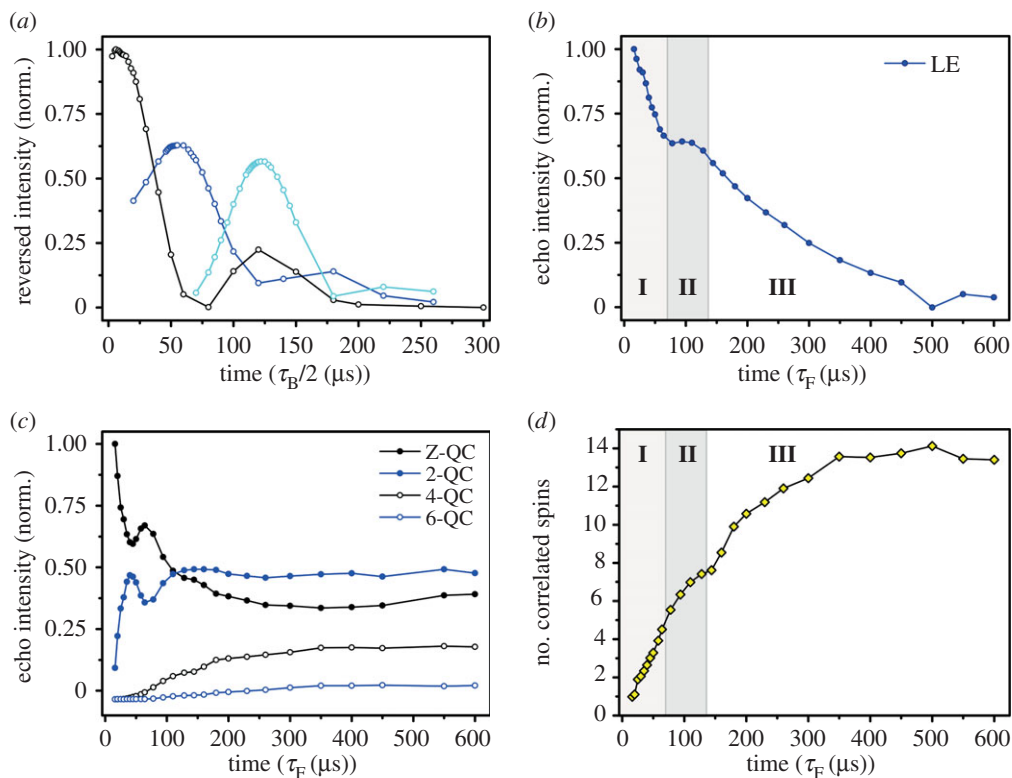 (a)
1.00
0.75
0.50
0.25
0
reversed intensity (norm.)
0 50 100 150 200 250 300
time (τB/2 (µs))
(b)
1.00
0.75
0.50
0.25
0
echo intensity (norm.)
LE
I II III
0 100 200 300 400 500 600
time (τF (µs))
(c)
1.00
0.75
0.50
0.25
0
echo intensity (norm.)
Z-QC
2-QC
4-QC
6-QC
0 100 200 300 400 500 600
time (τF (µs))
(d)
14
12
10
8
6
4
2
0
no. correlated spins
I II III
0 100 200 300 400 500 600
time (τF (µs))